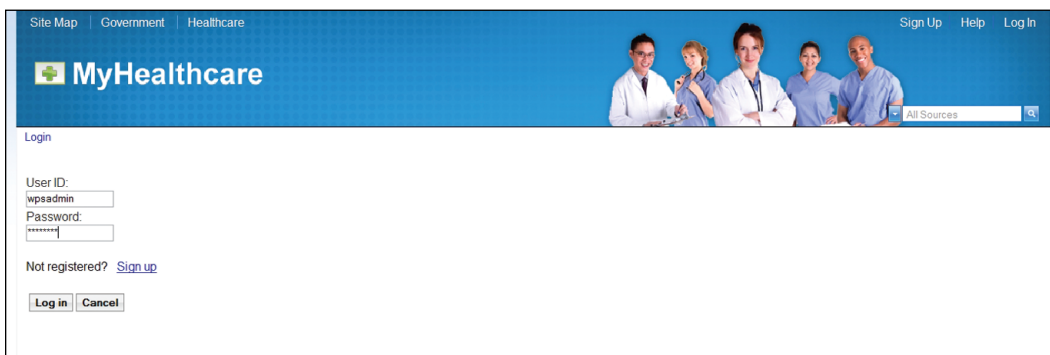 Site Map Government Healthcare Sign Up Help Log In
MyHealthcare
All Sources
Login
User ID:
wpsadmin
Password:
********
Not registered? Sign up
Log in Cancel